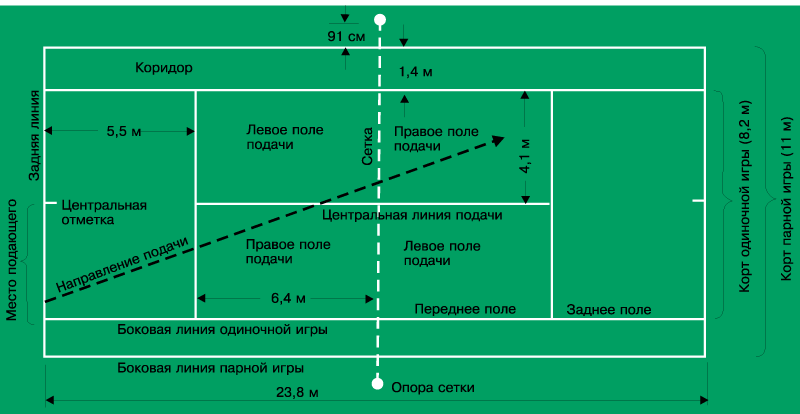 91 см
Коридор
1,4 м
Задняя линия
5,5 м
Левое поле
подачи
Сетка
Правое поле
подачи
4,1 м
Корт одиночной игры (8,2 м)
Корт парной игры (11 м)
Центральная
отметка
Центральная линия подачи
Место подающего
Направление подачи
Правое поле
подачи
Левое поле
подачи
6,4 м
Переднее поле
Заднее поле
Боковая линия одиночной игры
Боковая линия парной игры
23,8 м
Опора сетки